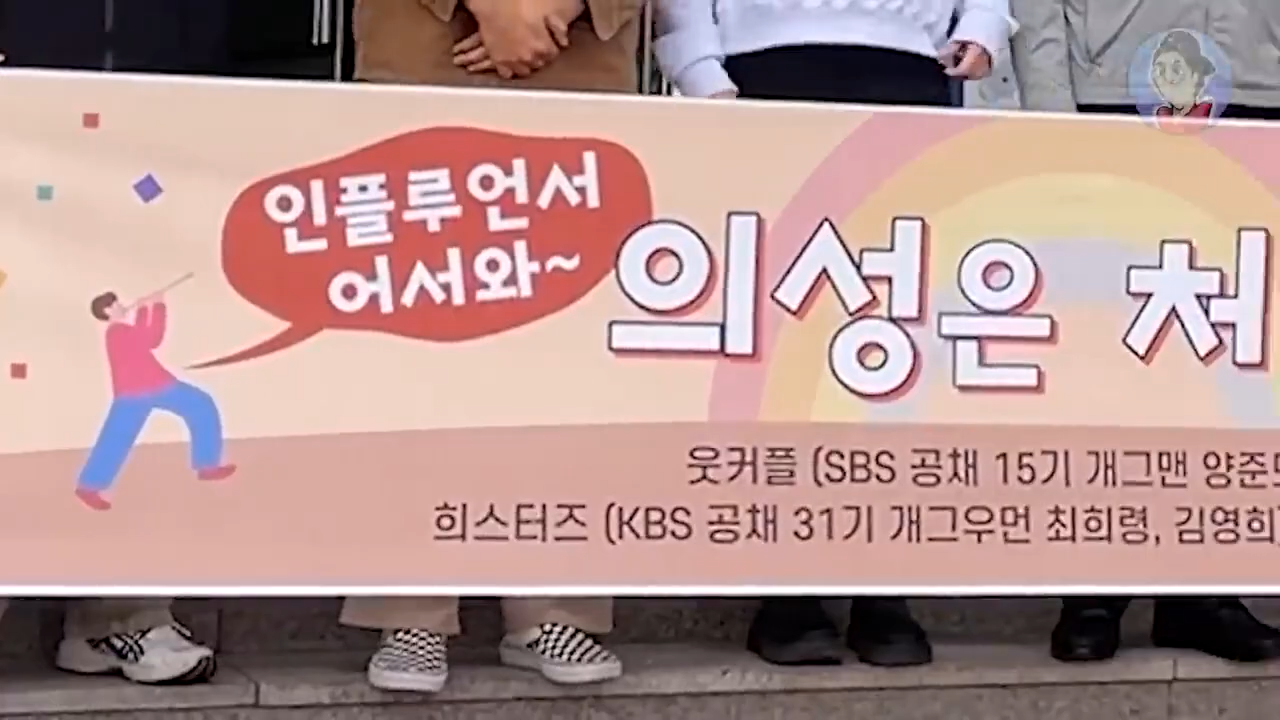 인플루언서
어서와~
의성은 처
웃커플 (SBS 공채 15기 개그맨 양준
희스터즈 (KBS 공채 31기 개그우먼 최희령, 김영희)